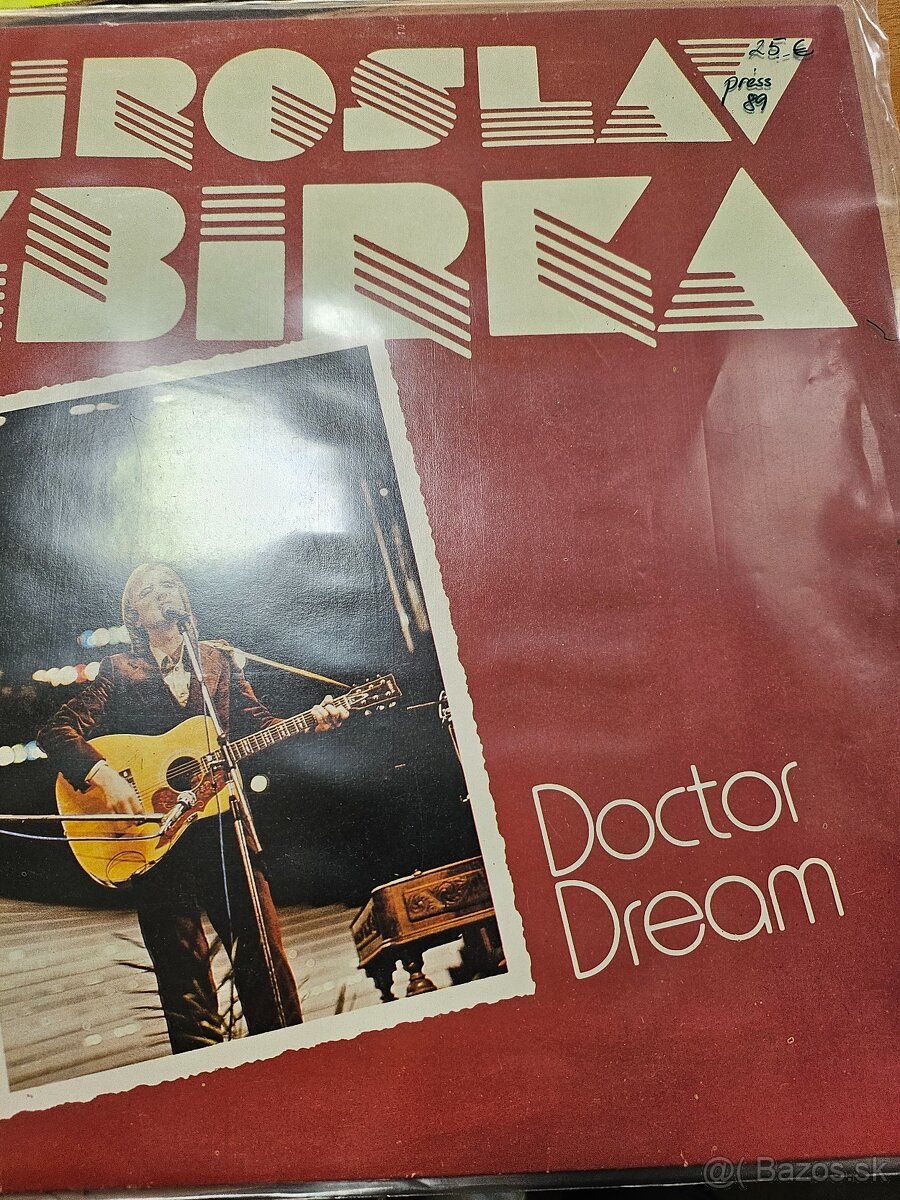 IROSLAV
BIRKA
25,-€
press
89
Doctor
Dream
@( Bazos.sk